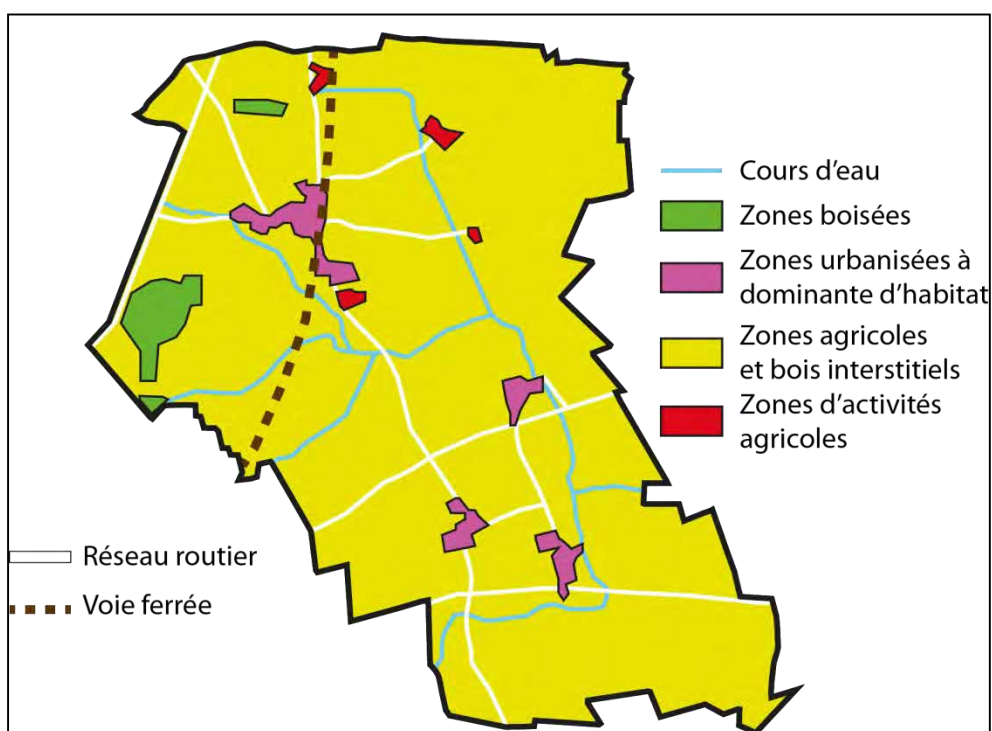 Cours d'eau
Zones boisées
Zones urbanisées à
dominante d'habitat
Zones agricoles
et bois interstitiels
Zones d'activités
agricoles
Réseau routier
Voie ferrée